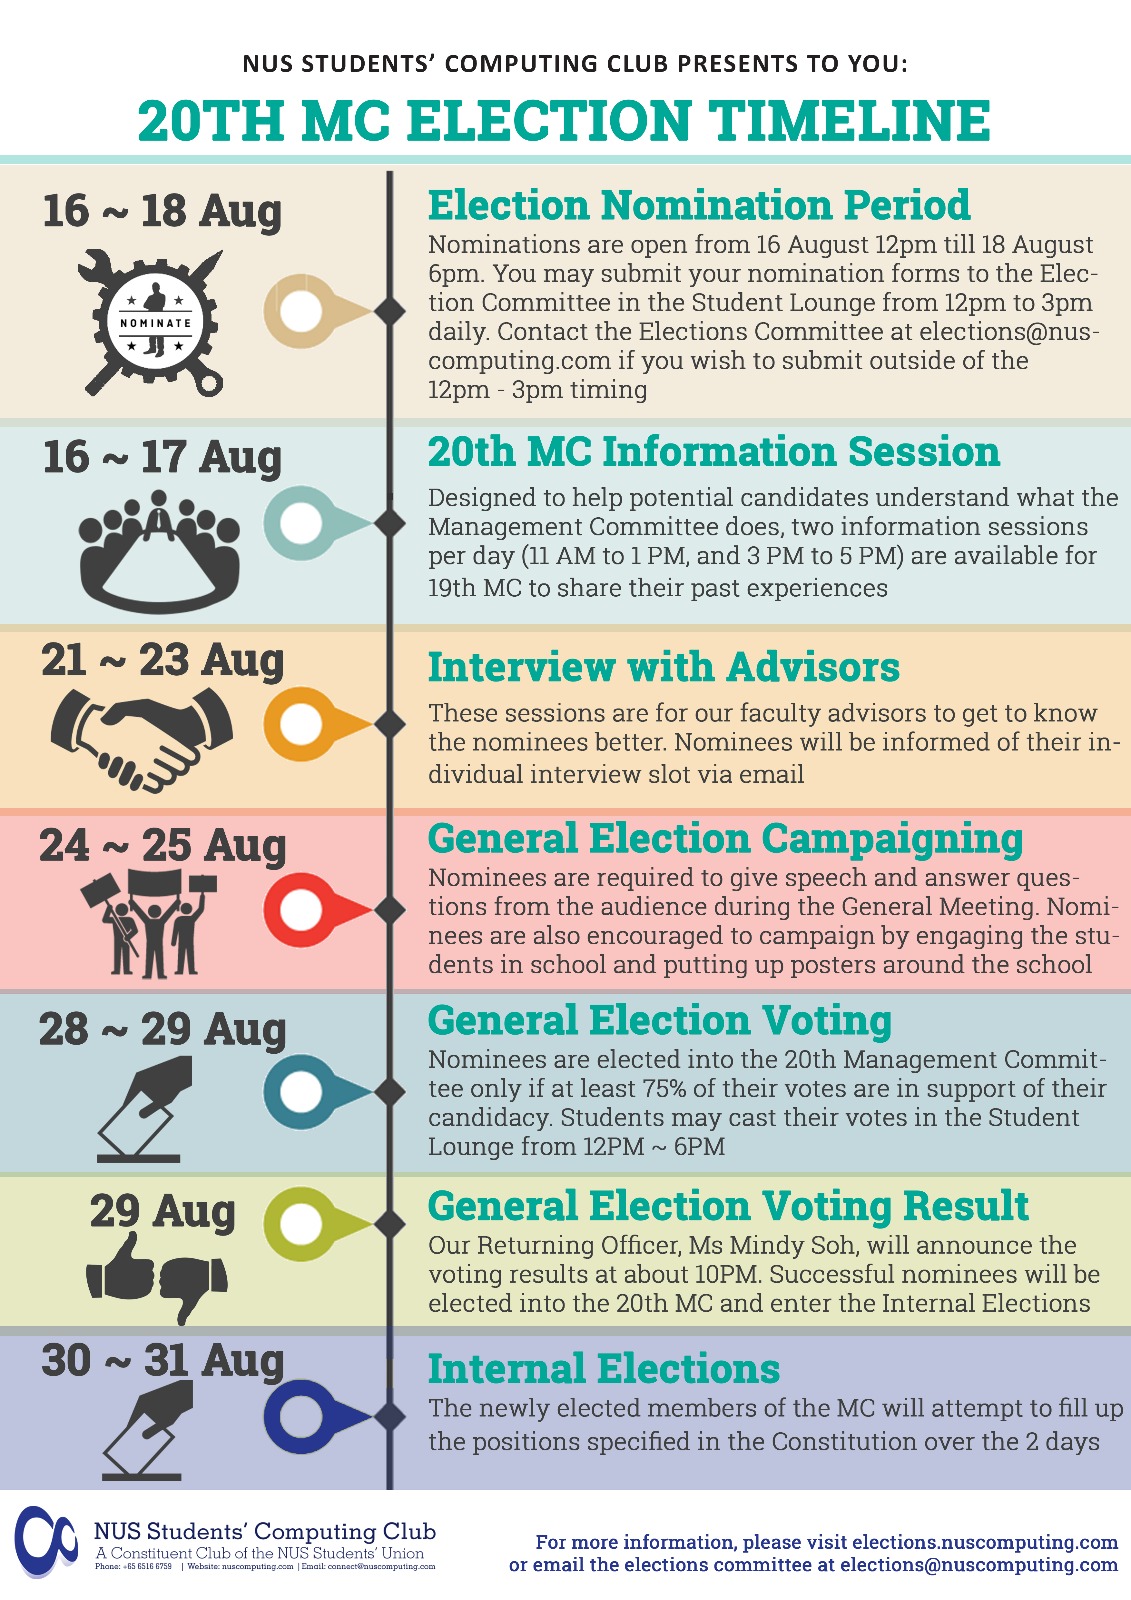 NUS STUDENTS’ COMPUTING CLUB PRESENTS TO YOU:
20TH MC ELECTION TIMELINE
16 ~ 18 Aug
NOMINATE
Election Nomination Period
Nominations are open from 16 August 12pm till 18 August
6pm. You may submit your nomination forms to the Elec-
tion Committee in the Student Lounge from 12pm to 3pm
daily. Contact the Elections Committee at elections@nus-
computing.com if you wish to submit outside of the
12pm - 3pm timing
16 ~ 17 Aug
20th MC Information Session
Designed to help potential candidates understand what the
Management Committee does, two information sessions
per day (11 AM to 1 PM, and 3 PM to 5 PM) are available for
19th MC to share their past experiences
21 ~ 23 Aug
Interview with Advisors
These sessions are for our faculty advisors to get to know
the nominees better. Nominees will be informed of their in-
dividual interview slot via email
24 ~ 25 Aug
General Election Campaigning
Nominees are required to give speech and answer ques-
tions from the audience during the General Meeting. Nomi-
nees are also encouraged to campaign by engaging the stu-
dents in school and putting up posters around the school
28 ~ 29 Aug
General Election Voting
Nominees are elected into the 20th Management Commit-
tee only if at least 75% of their votes are in support of their
candidacy. Students may cast their votes in the Student
Lounge from 12PM ~ 6PM
29 Aug
General Election Voting Result
Our Returning Officer, Ms Mindy Soh, will announce the
voting results at about 10PM. Successful nominees will be
elected into the 20th MC and enter the Internal Elections
30 ~ 31 Aug
Internal Elections
The newly elected members of the MC will attempt to fill up
the positions specified in the Constitution over the 2 days
NUS Students’ Computing Club
A Constituent Club of the NUS Students’ Union
Phone: +65 6516 6759 | Website: nuscomputing.com | Email: connect@nuscomputing.com
For more information, please visit elections.nuscomputing.com
or email the elections committee at elections@nuscomputing.com